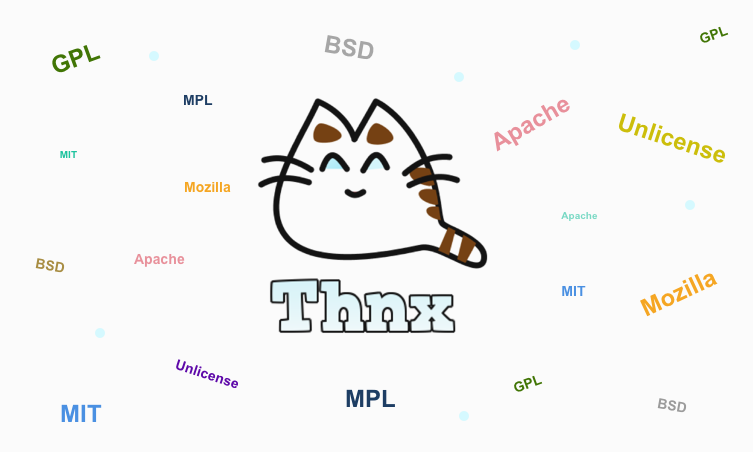 GPL
BSD
GPL
MPL
Apache
Unlicense
MIT
Mozilla
Apache
BSD
Apache
Thnx
MIT
Mozilla
Unlicense
GPL
MIT
MPL
BSD